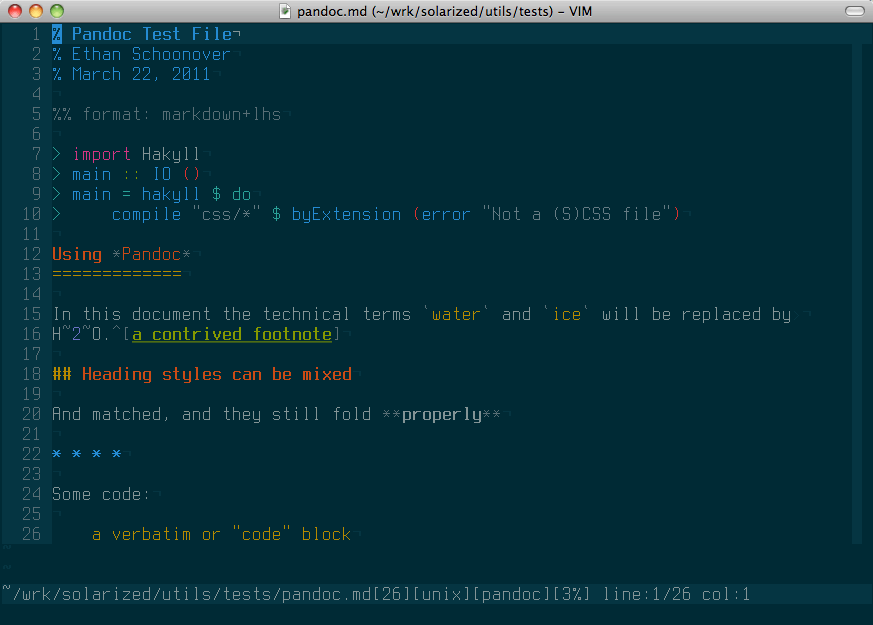 pandoc.md (~/wrk/solarized/utils/tests) - VIM
1 % Pandoc Test File¬
2 % Ethan Schoonover¬
3 % March 22, 2011¬
4 ¬
5 %% format: markdown+lhs¬
6 ¬
7 > import Hakyll¬
8 > main :: IO ()¬
9 > main = hakyll $ do¬
10 >     compile "css/*" $ byExtension (error "Not a (S)CSS file")¬
11 ¬
12 Using *Pandoc*¬
13 =============¬
14 ¬
15 In this document the technical terms `water` and `ice` will be replaced by ¬
16 H~2~O.^[a contrived footnote]¬
17 ¬
18 ## Heading styles can be mixed¬
19 ¬
20 And matched, and they still fold **properly**¬
21 ¬
22 * * * *¬
23 ¬
24 Some code:¬
25 ¬
26     a verbatim or "code" block¬
~/wrk/solarized/utils/tests/pandoc.md[26][unix][pandoc][3%] line:1/26 col:1